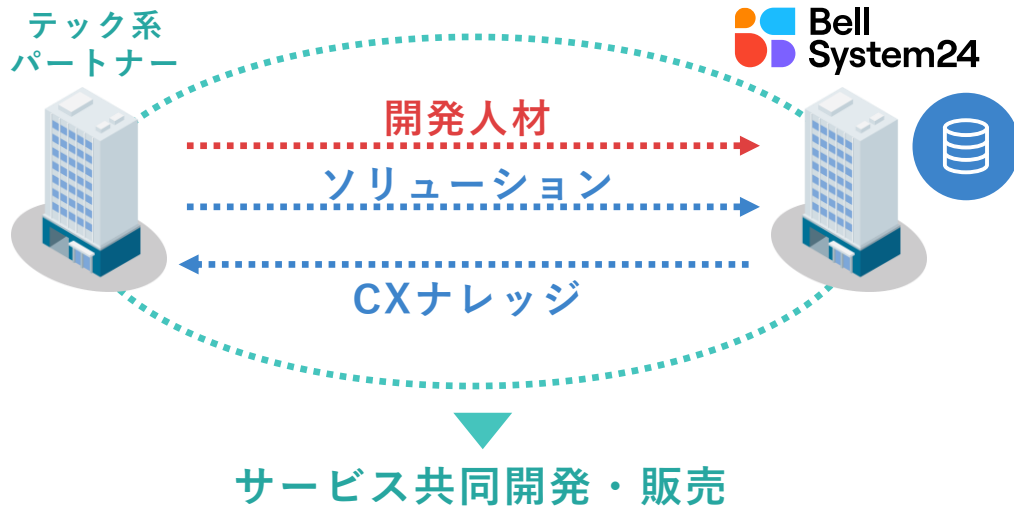 テック系
パートナー
Bell
System24
開発人材
ソリューション
CXナレッジ
サービス共同開発・販売